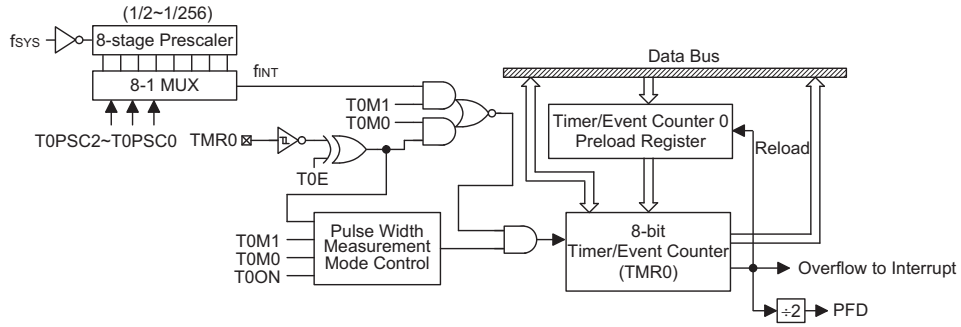 (1/2~1/256)
fSYS
8-stage Prescaler
8-1 MUX
fINT
T0PSC2~T0PSC0
TMR0
T0M1
T0M0
T0E
T0M1
T0M0
T0ON
Pulse Width
Measurement
Mode Control
Data Bus
Timer/Event Counter 0
Preload Register
Reload
8-bit
Timer/Event Counter
(TMR0)
Overflow to Interrupt
÷2
PFD